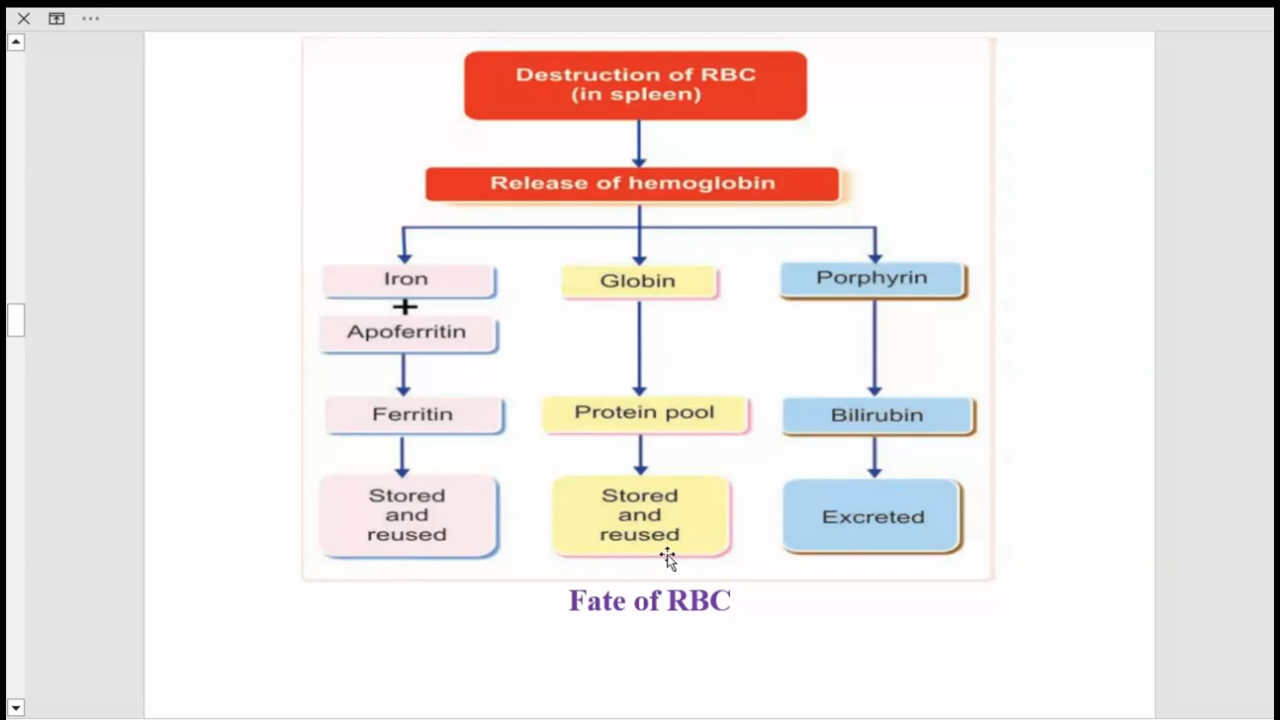 Destruction of RBC
(in spleen)
Release of hemoglobin
Iron
+
Apoferritin
Ferritin
Stored
and
reused
Globin
Protein pool
Stored
and
reused
Porphyrin
Bilirubin
Excreted
Fate of RBC